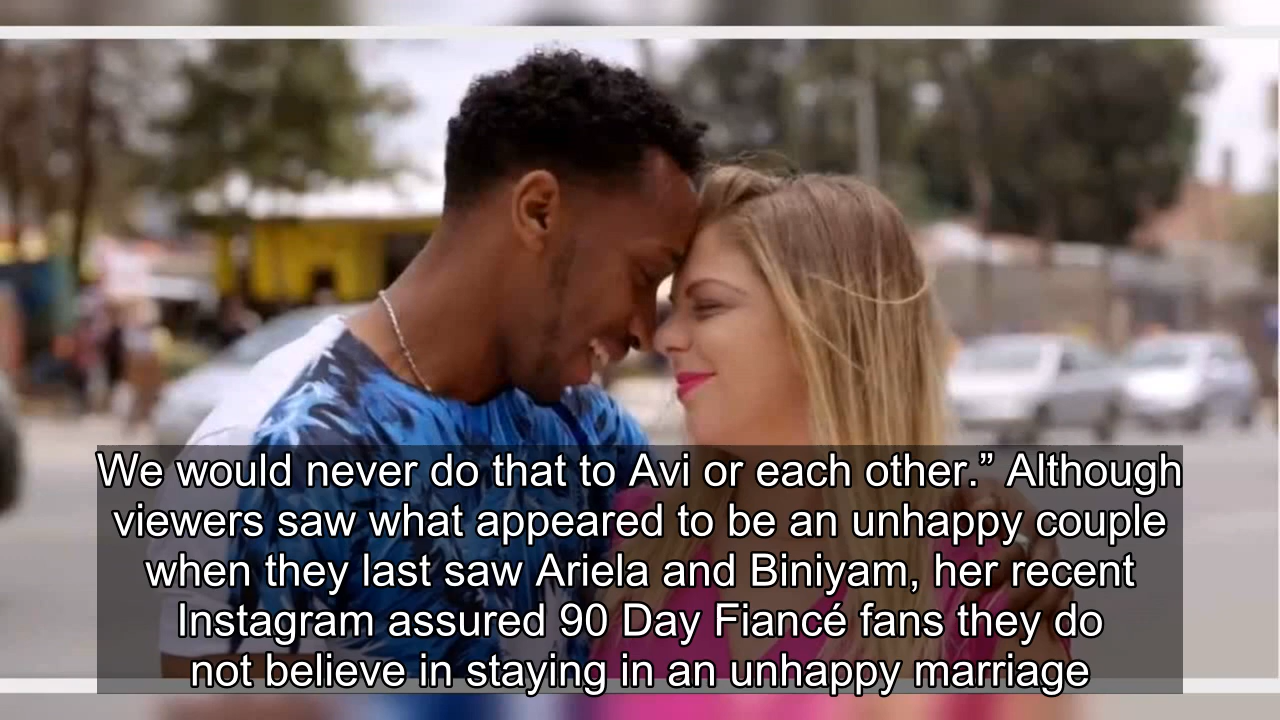 We would never do that to Avi or each other.” Although
viewers saw what appeared to be an unhappy couple
when they last saw Ariela and Biniyam, her recent
Instagram assured 90 Day Fiancé fans they do
not believe in staying in an unhappy marriage